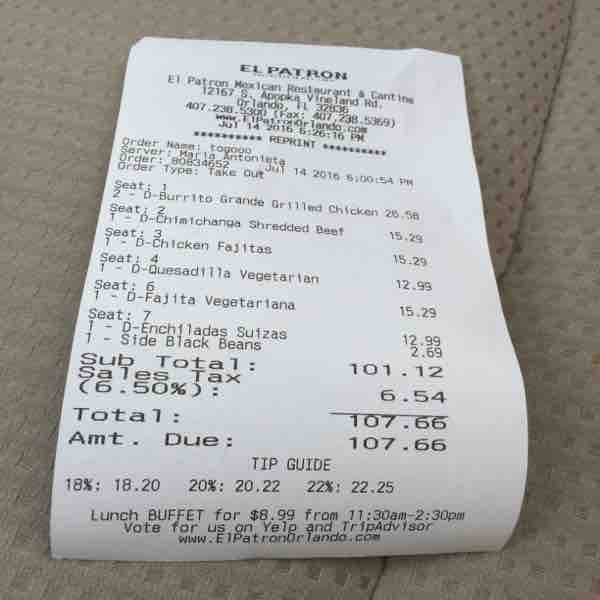 EL PATRON
El Patron Mexican Restaurant & Cantina
12167 S. Apopka Vineland Rd.
Orlando, FL 32836
407.238.5300 (Fax: 407.238.5369)
www.ElPatronOrlando.com
Jul 14 2016 6:26:16 PM
********** REPRINT **********
Order Name: togooo
Server: Maria Antonieta
Order: 80834652 Jul 14 2016 6:00:54 PM
Order Type: Take Out
Seat: 1
2 - D-Burrito Grande Grilled Chicken 26.58
Seat: 2
1 - D-Chimichanga Shredded Beef 15.29
Seat: 3
1 - D-Chicken Fajitas 15.29
Seat: 4
1 - D-Quesadilla Vegetarian 12.99
Seat: 6
1 - D-Fajita Vegetariana 15.29
Seat: 7
1 - D-Enchiladas Suizas 12.99
1 - Side Black Beans 2.69
Sub Total: 101.12
Sales Tax
(6.50%): 6.54
Total: 107.66
Amt. Due: 107.66
TIP GUIDE
18%: 18.20 20%: 20.22 22%: 22.25
Lunch BUFFET for $8.99 from 11:30am-2:30pm
Vote for us on Yelp and TripAdvisor
www.ElPatronOrlando.com